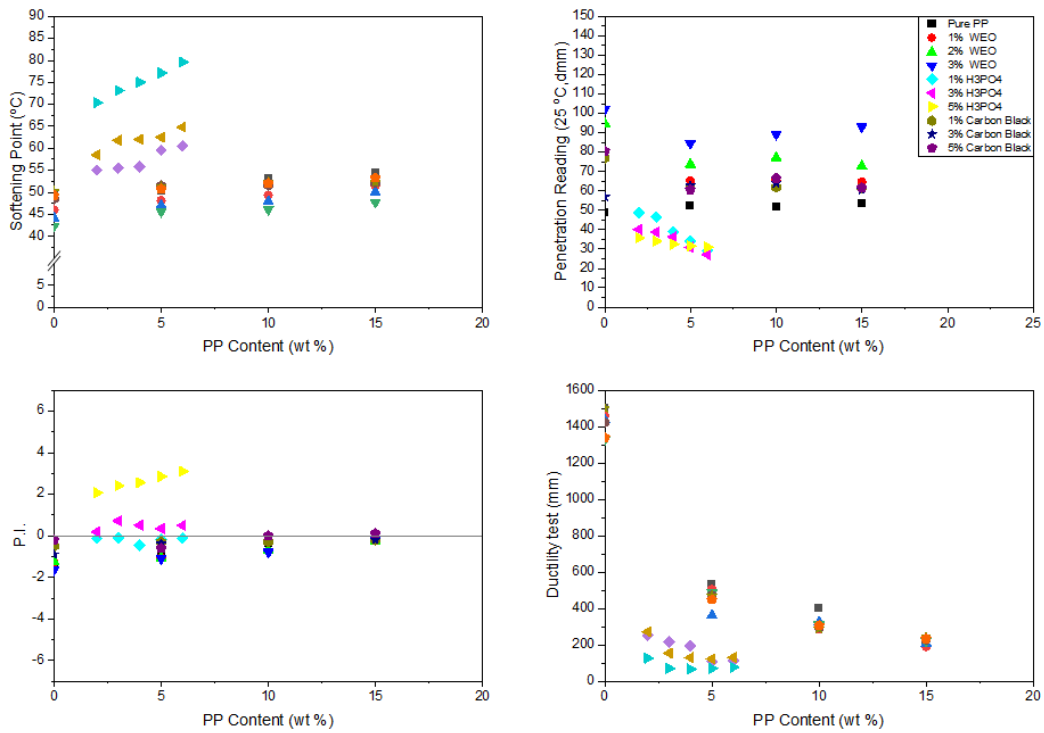 90
85
80
75
70
65
60
55
50
45
40
5
0
Softening Point (ºC)
0 5 10 15 20
PP Content (wt %)
150
140
130
120
110
100
90
80
70
60
50
40
30
20
10
0
Penetration Reading (25 ºC,dmm)
Pure PP
1% WEO
2% WEO
3% WEO
1% H3PO4
3% H3PO4
5% H3PO4
1% Carbon Black
3% Carbon Black
5% Carbon Black
0 5 10 15 20 25
PP Content (wt %)
6
4
2
0
-2
-4
-6
P.I.
0 5 10 15 20
PP Content (wt %)
1600
1400
1200
1000
800
600
400
200
0
Ductility test (mm)
0 5 10 15 20
PP Content (wt %)